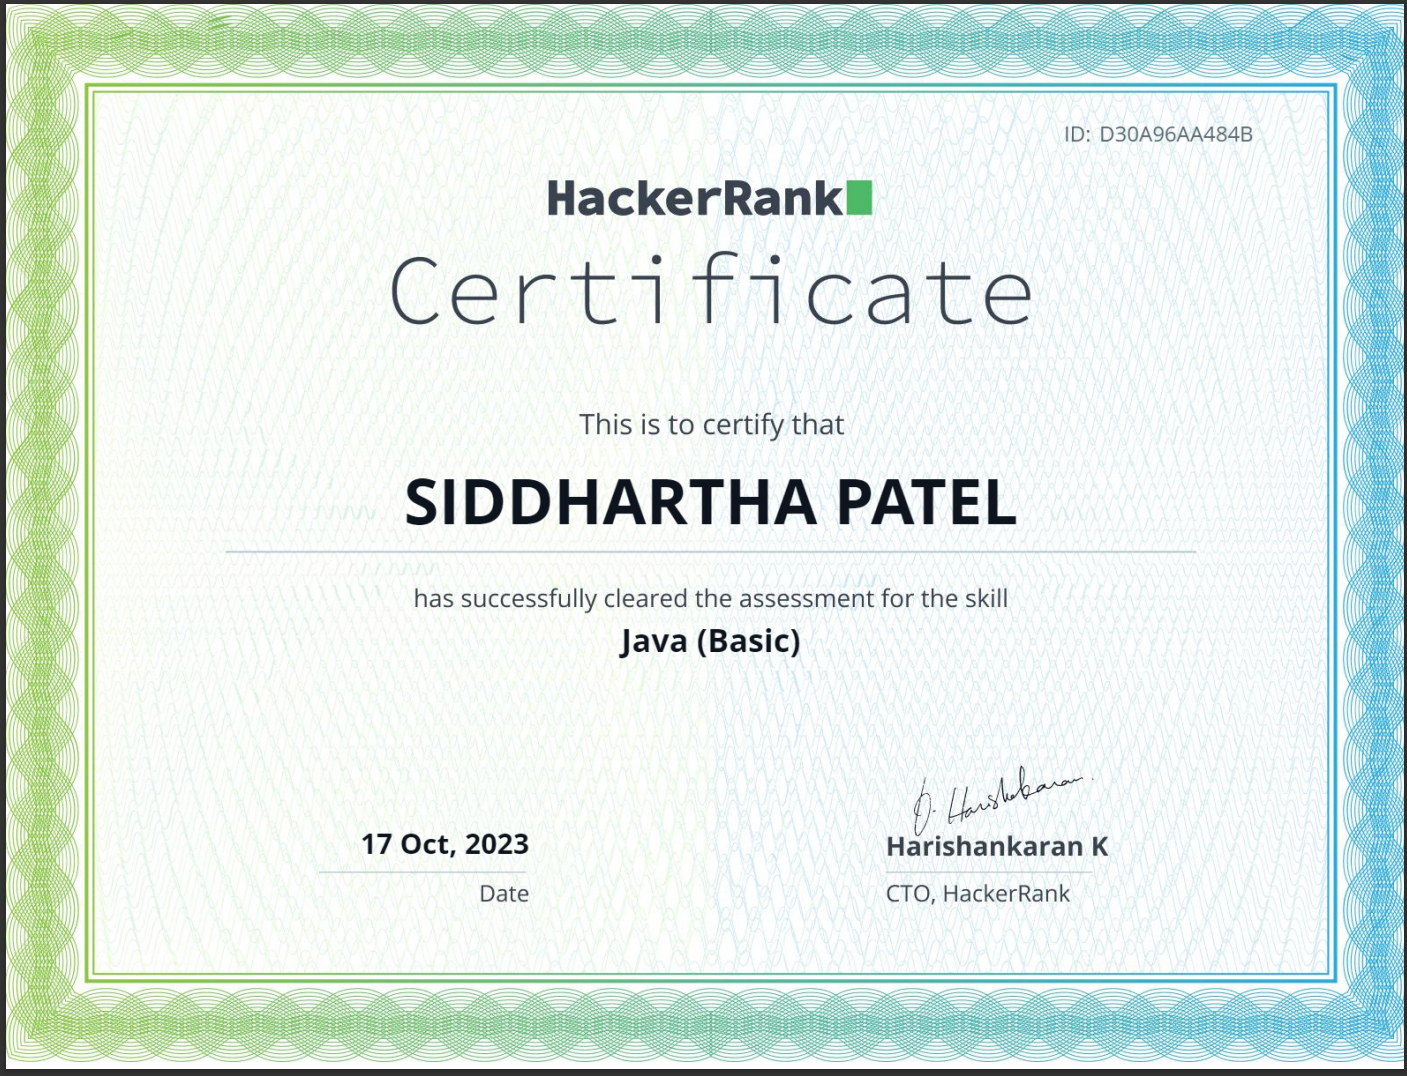 ID: D30A96AA484B
HackerRank
Certificate
This is to certify that
SIDDHARTHA PATEL
has successfully cleared the assessment for the skill
Java (Basic)
17 Oct, 2023
Date
Harishankaran K
CTO, HackerRank